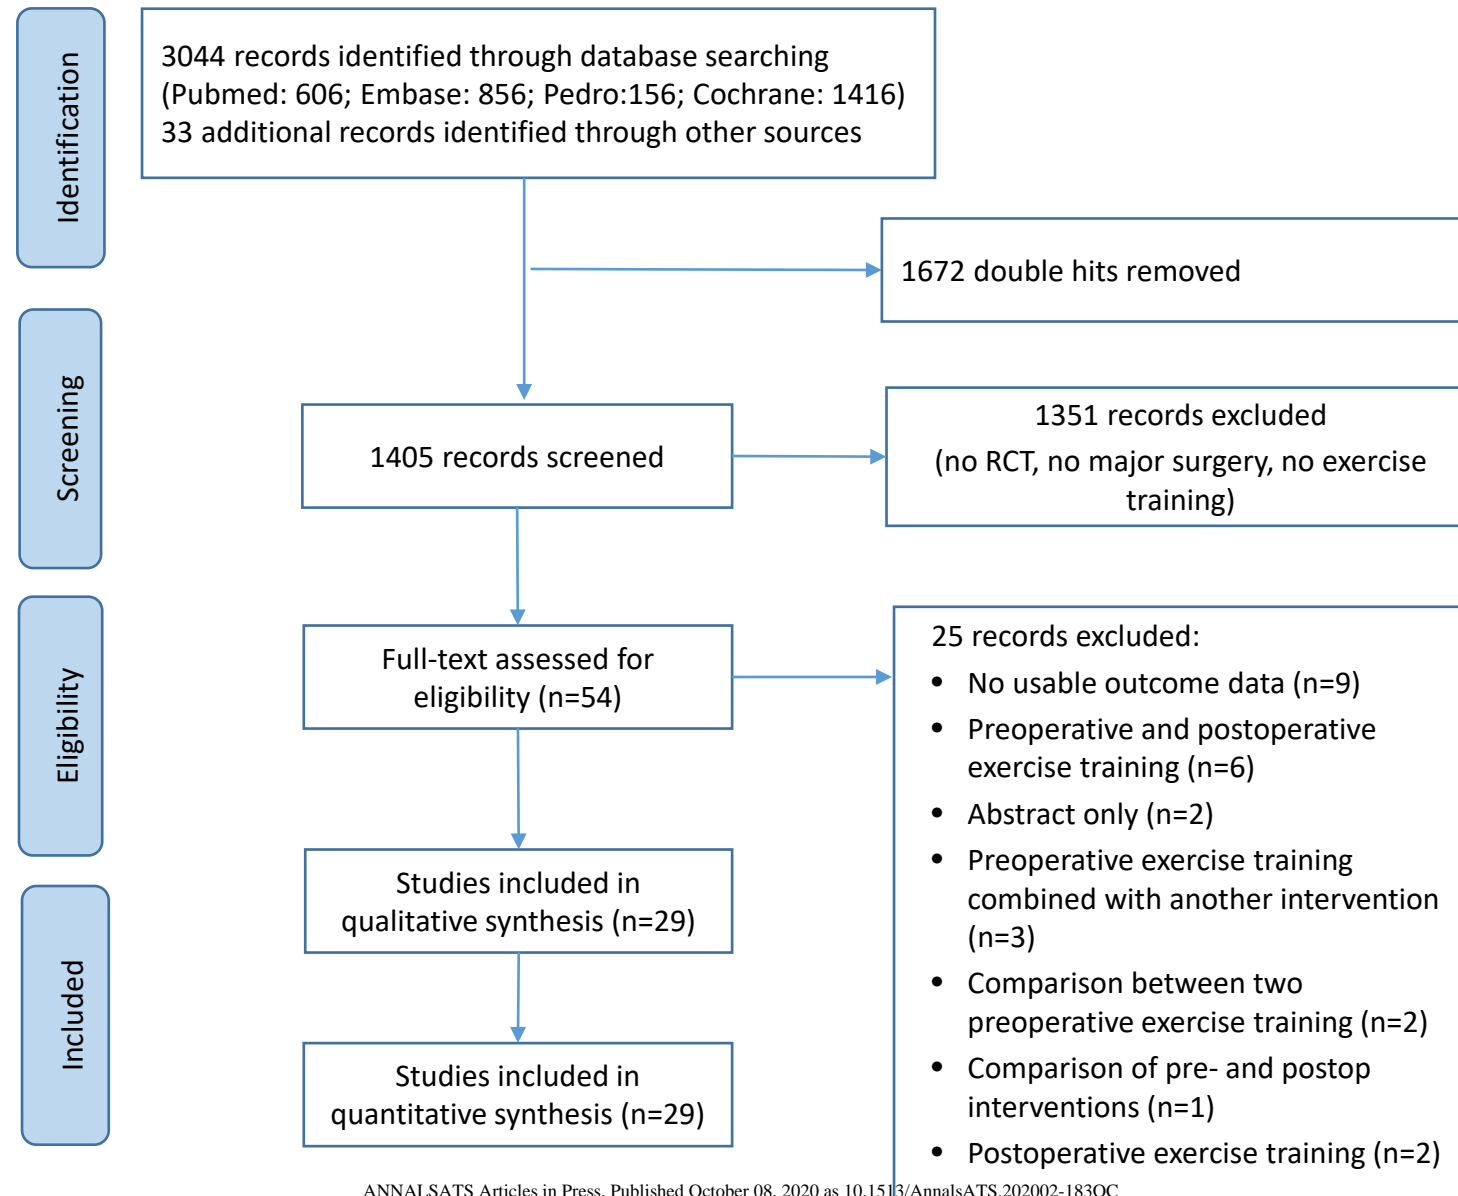 Identification
3044 records identified through database searching
(Pubmed: 606; Embase: 856; Pedro:156; Cochrane: 1416)
33 additional records identified through other sources
1672 double hits removed
Screening
1405 records screened
1351 records excluded
(no RCT, no major surgery, no exercise
training)
Eligibility
Full-text assessed for
eligibility (n=54)
25 records excluded:
• No usable outcome data (n=9)
• Preoperative and postoperative
exercise training (n=6)
• Abstract only (n=2)
• Preoperative exercise training
combined with another intervention
(n=3)
• Comparison between two
preoperative exercise training (n=2)
• Comparison of pre- and postop
interventions (n=1)
• Postoperative exercise training (n=2)
Included
Studies included in
qualitative synthesis (n=29)
Studies included in
quantitative synthesis (n=29)
ANNALSATS Articles in Press. Published October 08, 2020 as 10.1513/AnnalsATS.202002-183OC